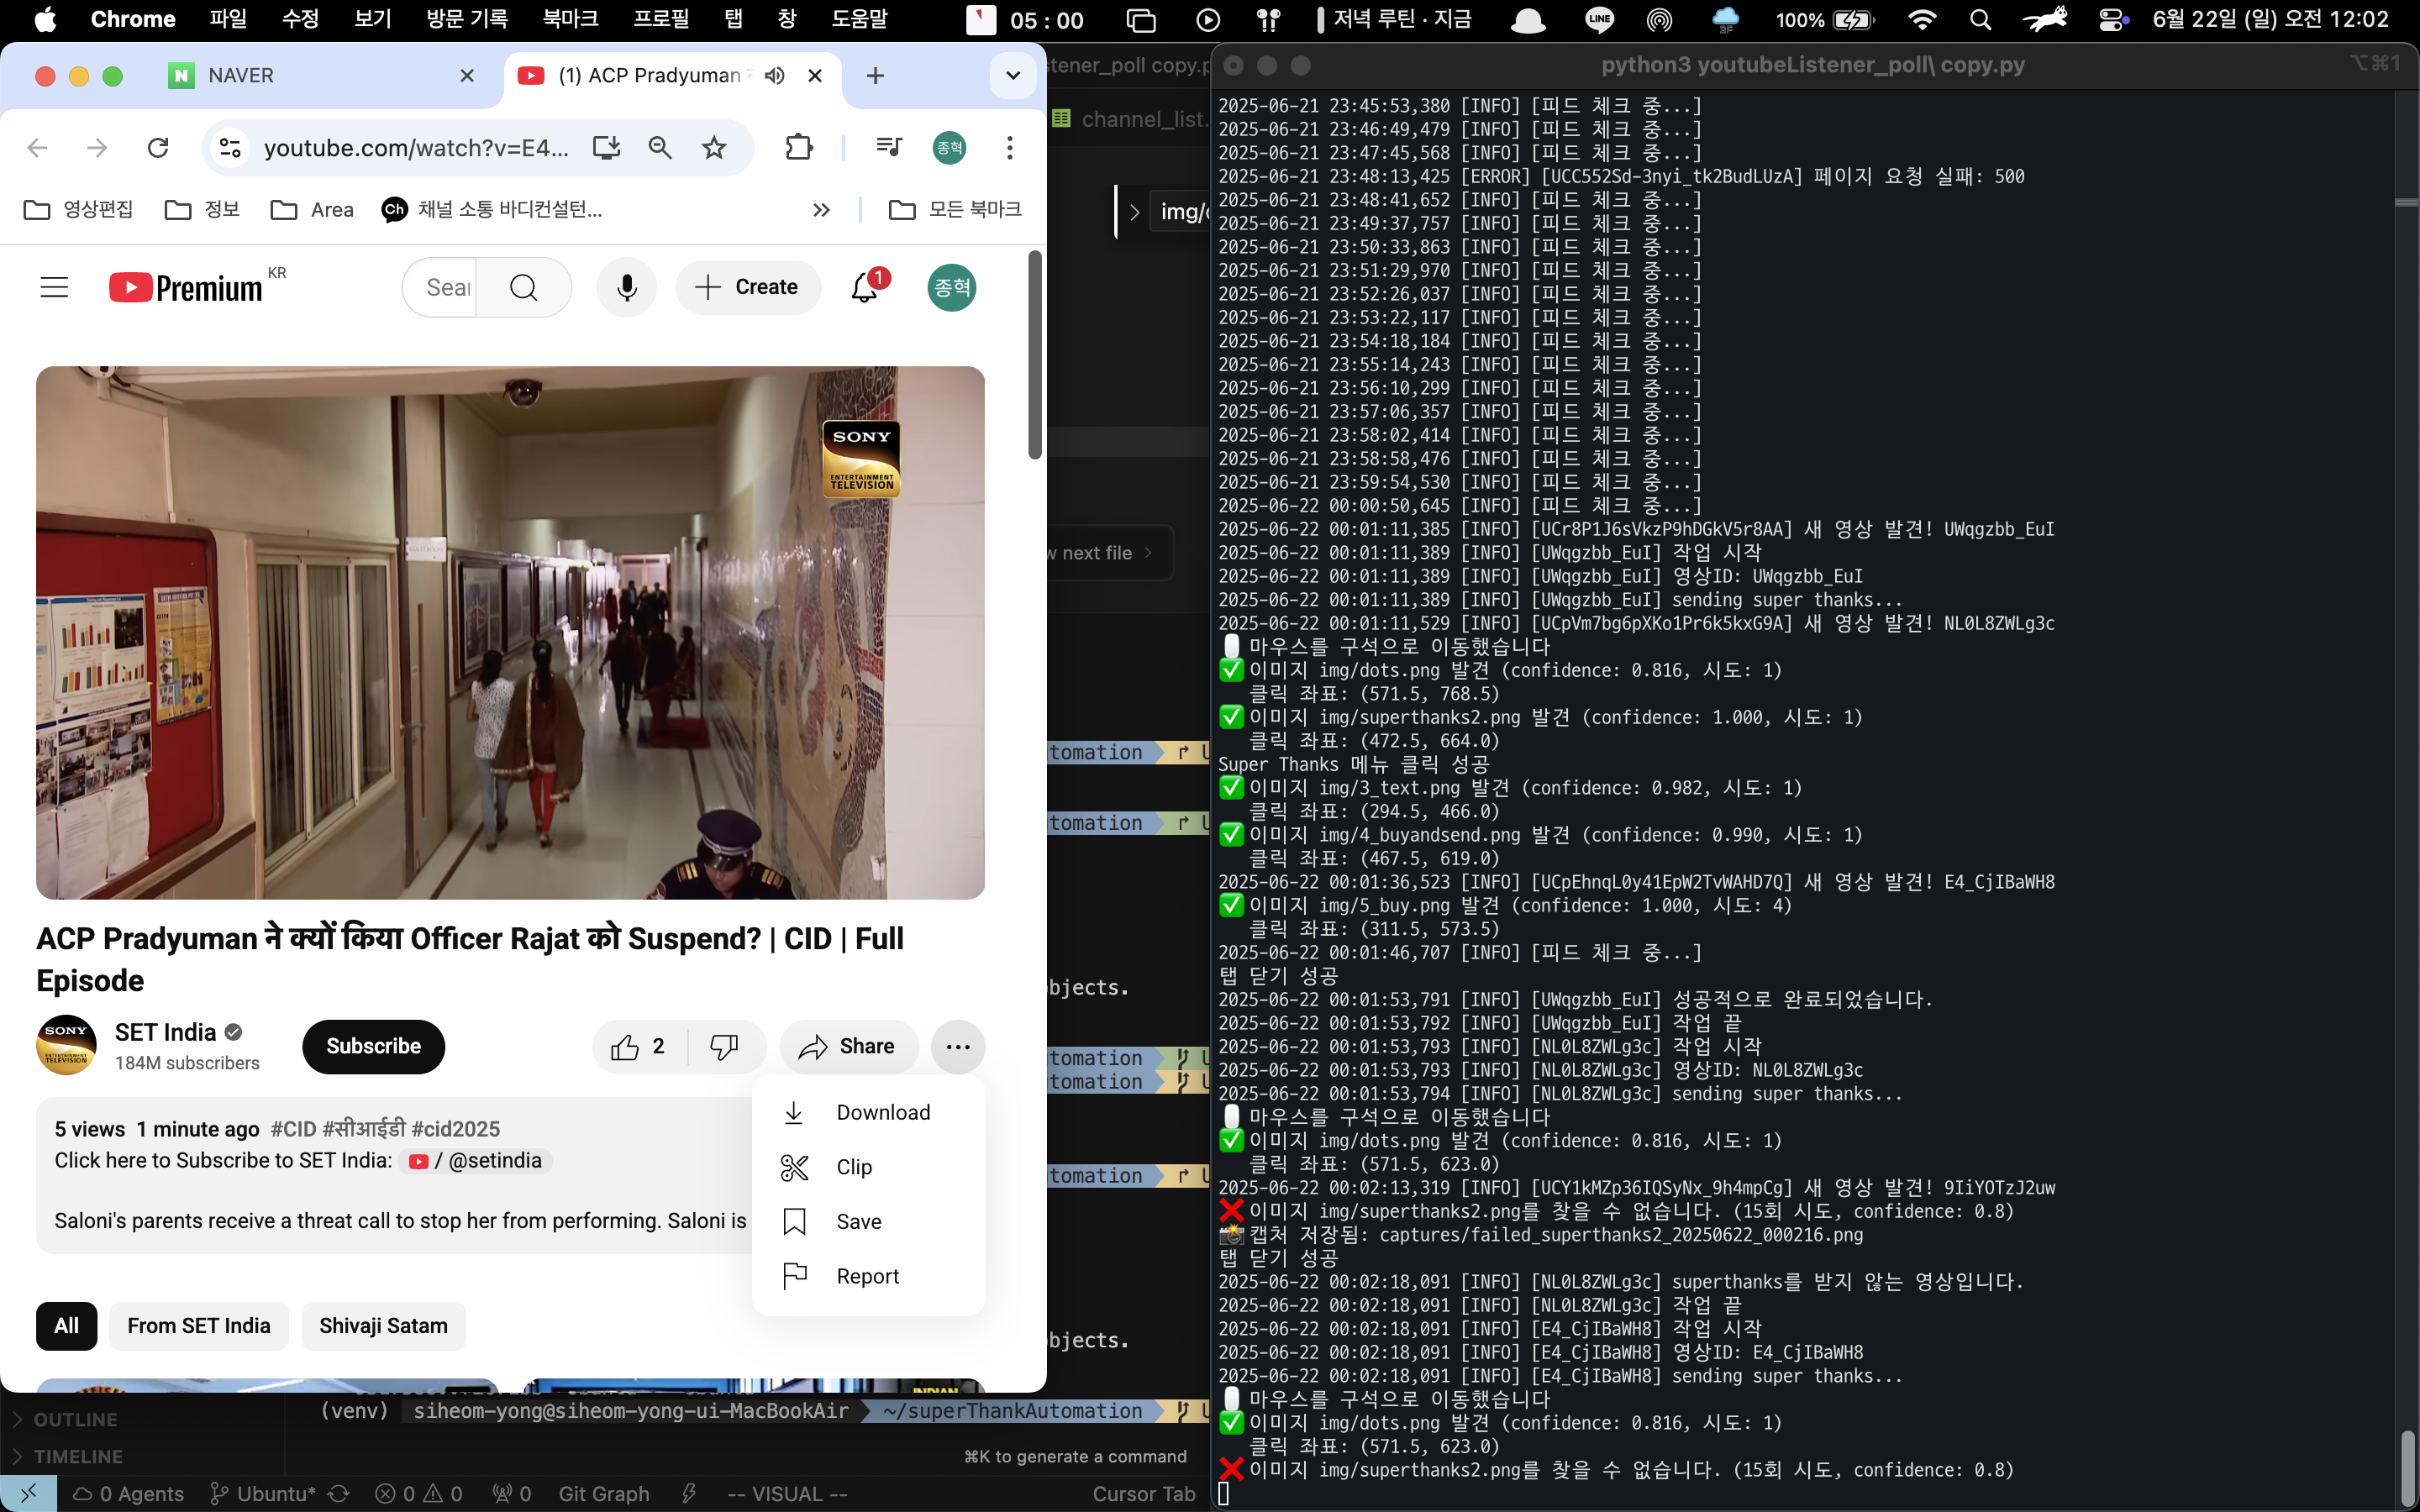 Chrome 파일 수정 보기 방문 기록 북마크 프로필 탭 창 도움말 05 : 00 저녁 루틴 · 지금 LINE 3F 100% 6월 22일 (일) 오전 12:02
NAVER
(1) ACP Pradyuman
youtube.com/watch?v=E4...
종혁
영상편집 정보 Area 채널 소통 바디컨설턴... 모든 북마크
Premium KR
Sear
Create
1
종혁
SONY
ENTERTAINMENT
TELEVISION
ACP Pradyuman ने क्यों किया Officer Rajat को Suspend? | CID | Full
Episode
SONY
ENTERTAINMENT
TELEVISION
SET India
184M subscribers
Subscribe
2
Share
5 views 1 minute ago #CID #सीआईडी #cid2025
Click here to Subscribe to SET India: / @setindia
Saloni's parents receive a threat call to stop her from performing. Saloni is
Download
Clip
Save
Report
All From SET India Shivaji Satam
INDIAN
stener_poll copy.p
channel_list.
img/c
w next file
tomation
tomation
bjects.
tomation
tomation
tomation
bjects.
(venv) siheom-yong@siheom-yong-ui-MacBookAir ~/superThankAutomation
OUTLINE
TIMELINE
⌘K to generate a command
0 Agents Ubuntu* 0 0 0 Git Graph -- VISUAL -- Cursor Tab
python3 youtubeListener_poll\ copy.py ⌥⌘1
2025-06-21 23:45:53,380 [INFO] [피드 체크 중...]
2025-06-21 23:46:49,479 [INFO] [피드 체크 중...]
2025-06-21 23:47:45,568 [INFO] [피드 체크 중...]
2025-06-21 23:48:13,425 [ERROR] [UCC552Sd-3nyi_tk2BudLUzA] 페이지 요청 실패: 500
2025-06-21 23:48:41,652 [INFO] [피드 체크 중...]
2025-06-21 23:49:37,757 [INFO] [피드 체크 중...]
2025-06-21 23:50:33,863 [INFO] [피드 체크 중...]
2025-06-21 23:51:29,970 [INFO] [피드 체크 중...]
2025-06-21 23:52:26,037 [INFO] [피드 체크 중...]
2025-06-21 23:53:22,117 [INFO] [피드 체크 중...]
2025-06-21 23:54:18,184 [INFO] [피드 체크 중...]
2025-06-21 23:55:14,243 [INFO] [피드 체크 중...]
2025-06-21 23:56:10,299 [INFO] [피드 체크 중...]
2025-06-21 23:57:06,357 [INFO] [피드 체크 중...]
2025-06-21 23:58:02,414 [INFO] [피드 체크 중...]
2025-06-21 23:58:58,476 [INFO] [피드 체크 중...]
2025-06-21 23:59:54,530 [INFO] [피드 체크 중...]
2025-06-22 00:00:50,645 [INFO] [피드 체크 중...]
2025-06-22 00:01:11,385 [INFO] [UCr8P1J6sVkzP9hDGkV5r8AA] 새 영상 발견! UWqgzbb_EuI
2025-06-22 00:01:11,389 [INFO] [UWqgzbb_EuI] 작업 시작
2025-06-22 00:01:11,389 [INFO] [UWqgzbb_EuI] 영상ID: UWqgzbb_EuI
2025-06-22 00:01:11,389 [INFO] [UWqgzbb_EuI] sending super thanks...
2025-06-22 00:01:11,529 [INFO] [UCpVm7bg6pXKo1Pr6k5kxG9A] 새 영상 발견! NL0L8ZWLg3c
마우스를 구석으로 이동했습니다
✅ 이미지 img/dots.png 발견 (confidence: 0.816, 시도: 1)
클릭 좌표: (571.5, 768.5)
✅ 이미지 img/superthanks2.png 발견 (confidence: 1.000, 시도: 1)
클릭 좌표: (472.5, 664.0)
Super Thanks 메뉴 클릭 성공
✅ 이미지 img/3_text.png 발견 (confidence: 0.982, 시도: 1)
클릭 좌표: (294.5, 466.0)
✅ 이미지 img/4_buyandsend.png 발견 (confidence: 0.990, 시도: 1)
클릭 좌표: (467.5, 619.0)
2025-06-22 00:01:36,523 [INFO] [UCpEhnqL0y41EpW2TvWAHD7Q] 새 영상 발견! E4_CjIBaWH8
✅ 이미지 img/5_buy.png 발견 (confidence: 1.000, 시도: 4)
클릭 좌표: (311.5, 573.5)
2025-06-22 00:01:46,707 [INFO] [피드 체크 중...]
탭 닫기 성공
2025-06-22 00:01:53,791 [INFO] [UWqgzbb_EuI] 성공적으로 완료되었습니다.
2025-06-22 00:01:53,792 [INFO] [UWqgzbb_EuI] 작업 끝
2025-06-22 00:01:53,793 [INFO] [NL0L8ZWLg3c] 작업 시작
2025-06-22 00:01:53,793 [INFO] [NL0L8ZWLg3c] 영상ID: NL0L8ZWLg3c
2025-06-22 00:01:53,794 [INFO] [NL0L8ZWLg3c] sending super thanks...
마우스를 구석으로 이동했습니다
✅ 이미지 img/dots.png 발견 (confidence: 0.816, 시도: 1)
클릭 좌표: (571.5, 623.0)
2025-06-22 00:02:13,319 [INFO] [UCY1kMZp36IQSyNx_9h4mpCg] 새 영상 발견! 9IiYOTzJ2uw
❌ 이미지 img/superthanks2.png를 찾을 수 없습니다. (15회 시도, confidence: 0.8)
📸 캡처 저장됨: captures/failed_superthanks2_20250622_000216.png
탭 닫기 성공
2025-06-22 00:02:18,091 [INFO] [NL0L8ZWLg3c] superthanks를 받지 않는 영상입니다.
2025-06-22 00:02:18,091 [INFO] [NL0L8ZWLg3c] 작업 끝
2025-06-22 00:02:18,091 [INFO] [E4_CjIBaWH8] 작업 시작
2025-06-22 00:02:18,091 [INFO] [E4_CjIBaWH8] 영상ID: E4_CjIBaWH8
2025-06-22 00:02:18,091 [INFO] [E4_CjIBaWH8] sending super thanks...
마우스를 구석으로 이동했습니다
✅ 이미지 img/dots.png 발견 (confidence: 0.816, 시도: 1)
클릭 좌표: (571.5, 623.0)
❌ 이미지 img/superthanks2.png를 찾을 수 없습니다. (15회 시도, confidence: 0.8)